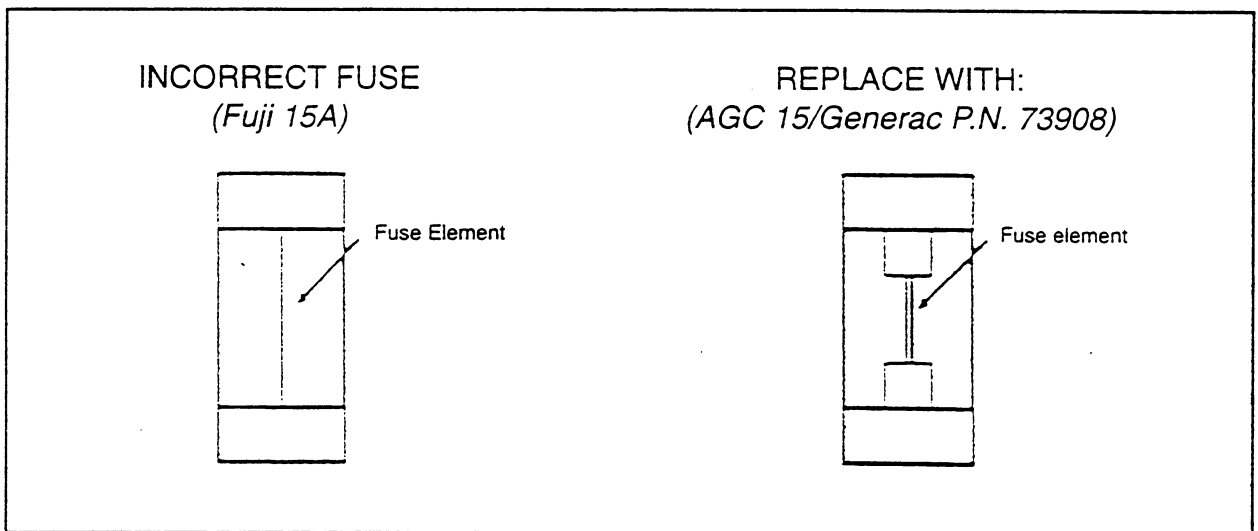 INCORRECT FUSE
(Fuji 15A)
Fuse Element
REPLACE WITH:
(AGC 15/Generac P.N. 73908)
Fuse element